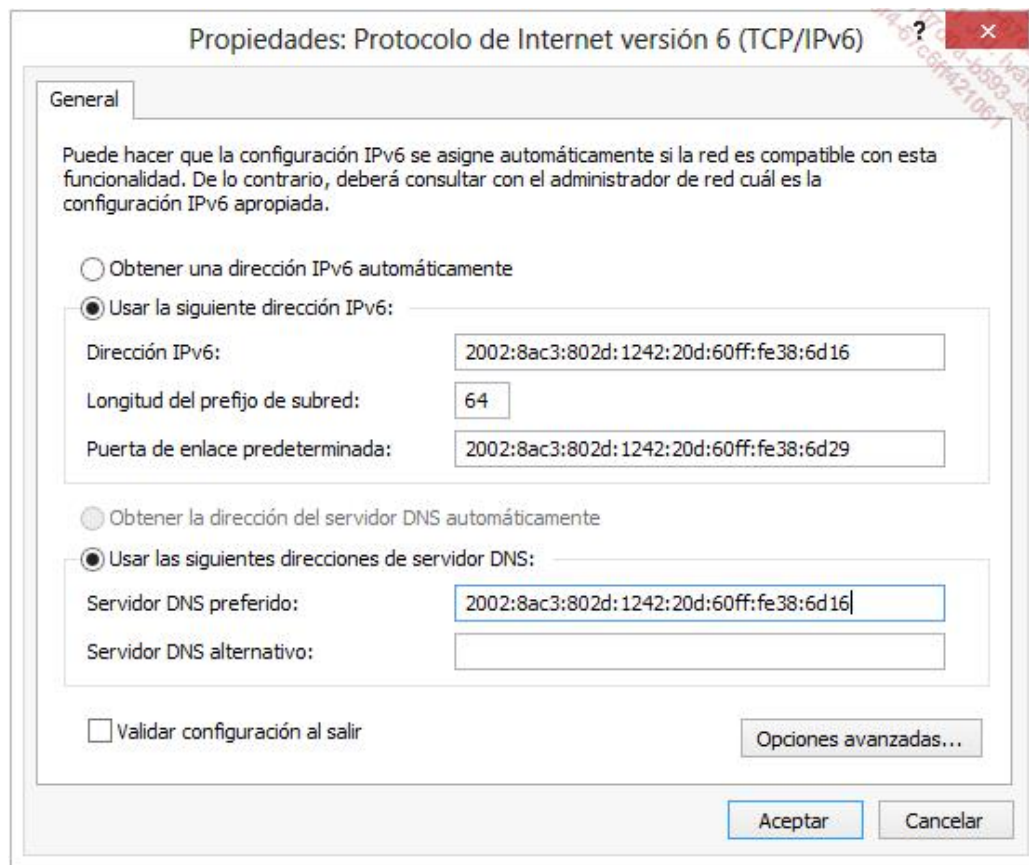 Propiedades: Protocolo de Internet versión 6 (TCP/IPv6)
?
×
General
Puede hacer que la configuración IPv6 se asigne automáticamente si la red es compatible con esta
funcionalidad. De lo contrario, deberá consultar con el administrador de red cuál es la
configuración IPv6 apropiada.
Obtener una dirección IPv6 automáticamente
Usar la siguiente dirección IPv6:
Dirección IPv6: 2002:8ac3:802d:1242:20d:60ff:fe38:6d16
Longitud del prefijo de subred: 64
Puerta de enlace predeterminada: 2002:8ac3:802d:1242:20d:60ff:fe38:6d29
Obtener la dirección del servidor DNS automáticamente
Usar las siguientes direcciones de servidor DNS:
Servidor DNS preferido: 2002:8ac3:802d:1242:20d:60ff:fe38:6d16
Servidor DNS alternativo:
Validar configuración al salir
Opciones avanzadas...
Aceptar Cancelar